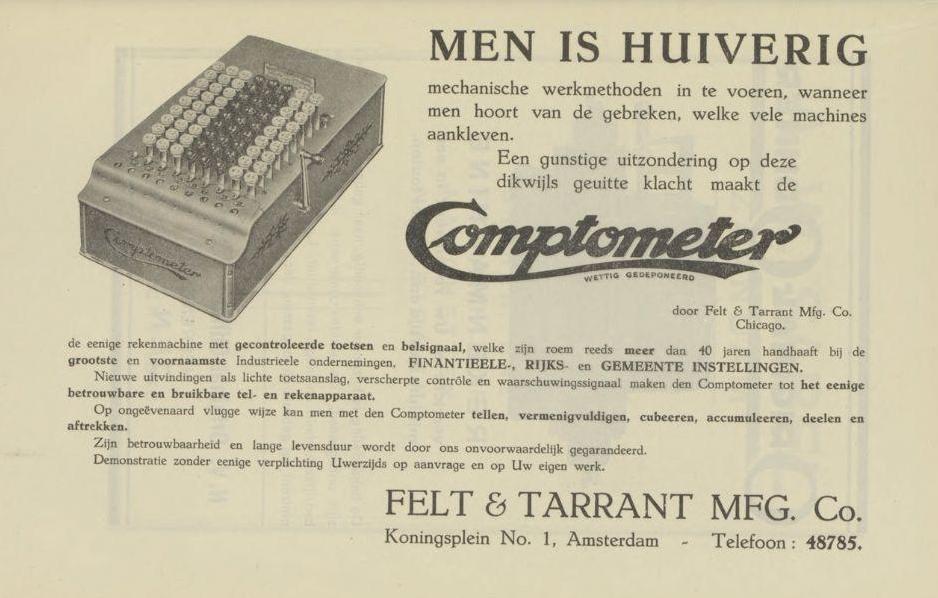 MEN IS HUIVERIG
mechanische werkmethoden in te voeren, wanneer
men hoort van de gebreken, welke vele machines
aankleven.
Een gunstige uitzondering op deze
dikwijls geuitte klacht maakt de
Comptometer
WETTIG GEDEPONEERD
Comptometer
door Felt & Tarrant Mfg. Co.
Chicago.
de eenige rekenmachine met gecontroleerde toetsen en belsignaal, welke zijn roem reeds meer dan 40 jaren handhaaft bij de
grootste en voornaamste Industrieele ondernemingen, FINANTIEELE-, RIJKS- en GEMEENTE INSTELLINGEN.
Nieuwe uitvindingen als lichte toetsaanslag, verscherpte contrôle en waarschuwingssignaal maken den Comptometer tot het eenige
betrouwbare en bruikbare tel- en rekenapparaat.
Op ongeëvenaard vlugge wijze kan men met den Comptometer tellen, vermenigvuldigen, cubeeren, accumuleeren, deelen en
aftrekken.
Zijn betrouwbaarheid en lange levensduur wordt door ons onvoorwaardelijk gegarandeerd.
Demonstratie zonder eenige verplichting Uwerzijds op aanvrage en op Uw eigen werk.
FELT & TARRANT MFG. Co.
Koningsplein No. 1, Amsterdam - Telefoon : 48785.